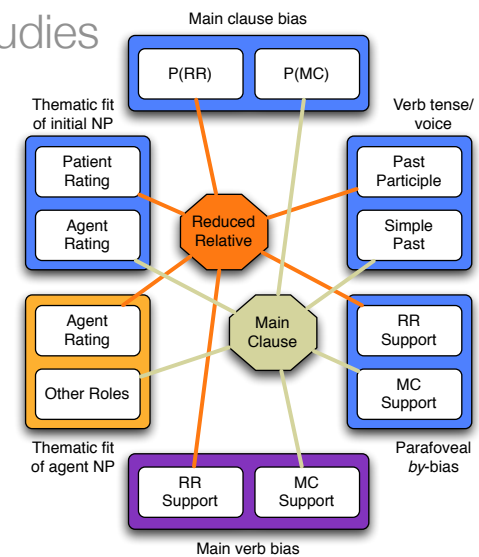 udies
Main clause bias
P(RR)
P(MC)
Thematic fit
of initial NP
Verb tense/
voice
Patient
Rating
Agent
Rating
Past
Participle
Simple
Past
Reduced
Relative
Main
Clause
Agent
Rating
Other Roles
RR
Support
MC
Support
Thematic fit
of agent NP
Parafoveal
by-bias
RR
Support
MC
Support
Main verb bias